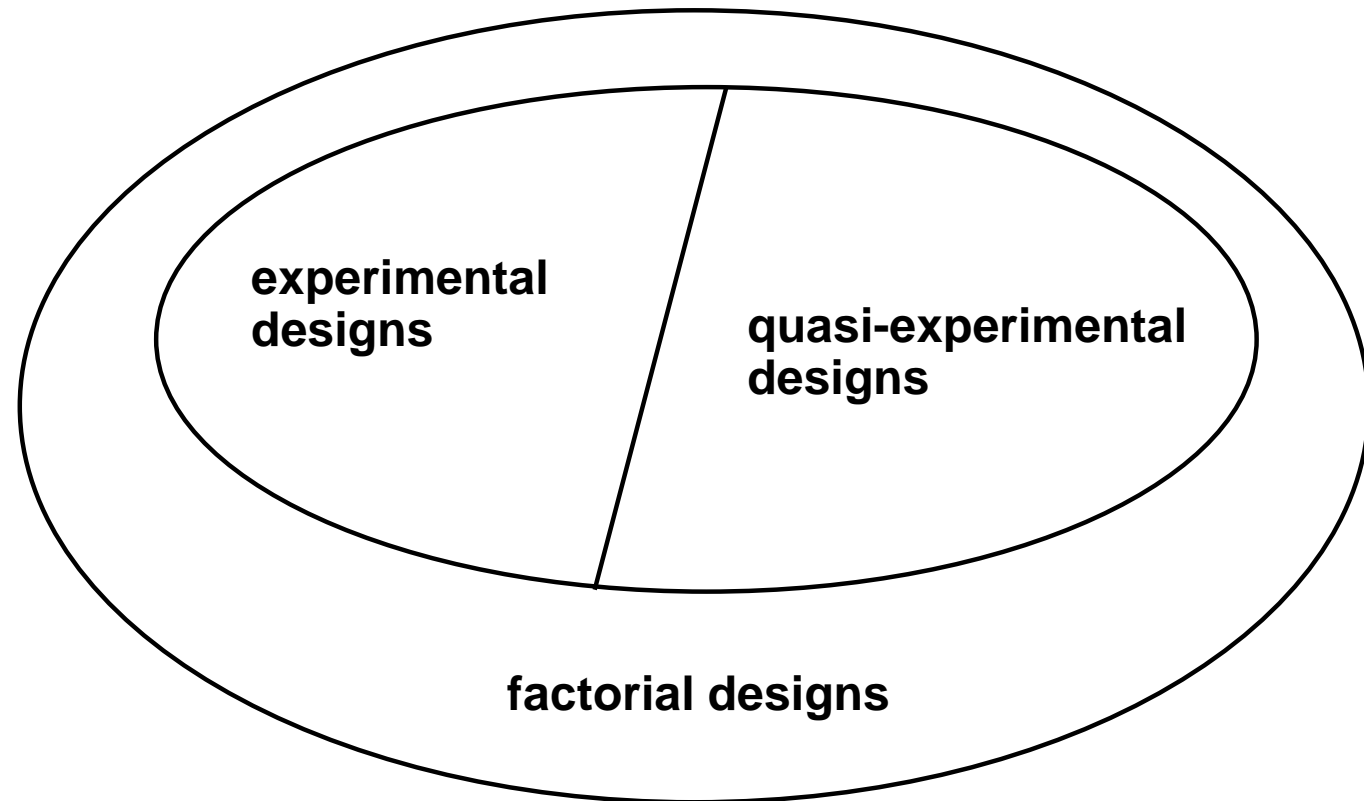 experimental
designs
quasi-experimental
designs
factorial designs